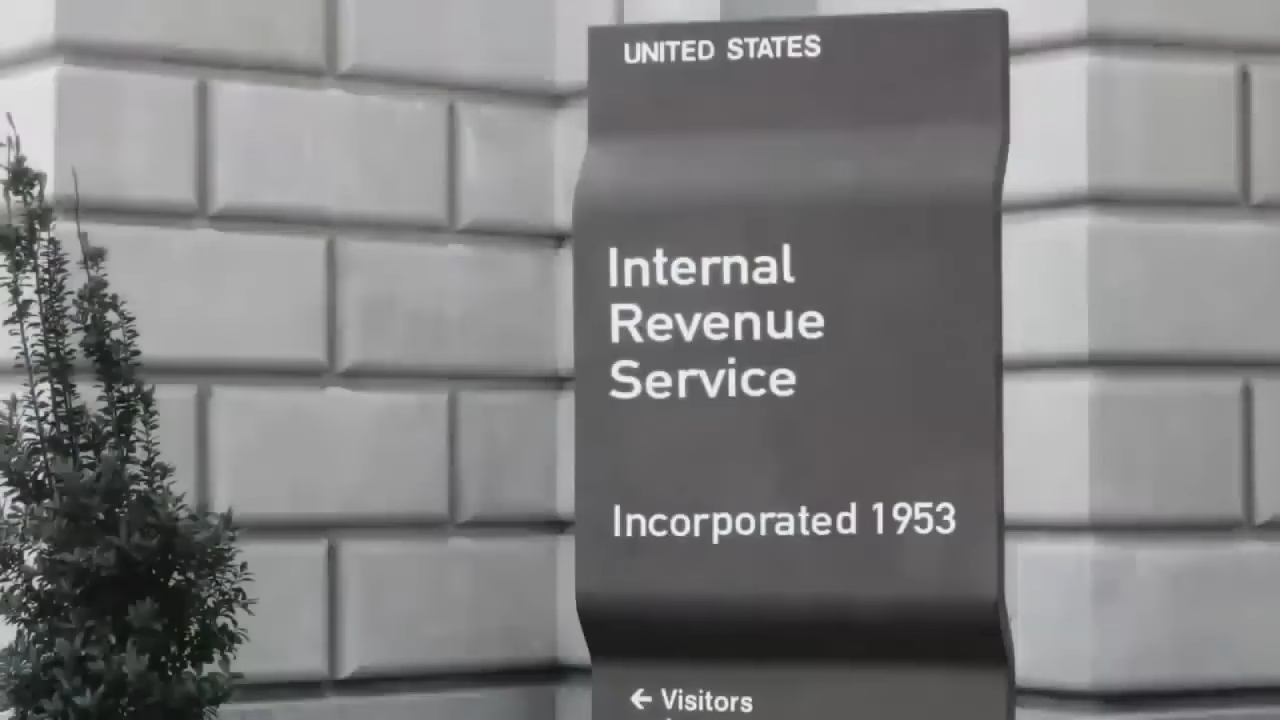 UNITED STATES
Internal
Revenue
Service
Incorporated 1953
← Visitors